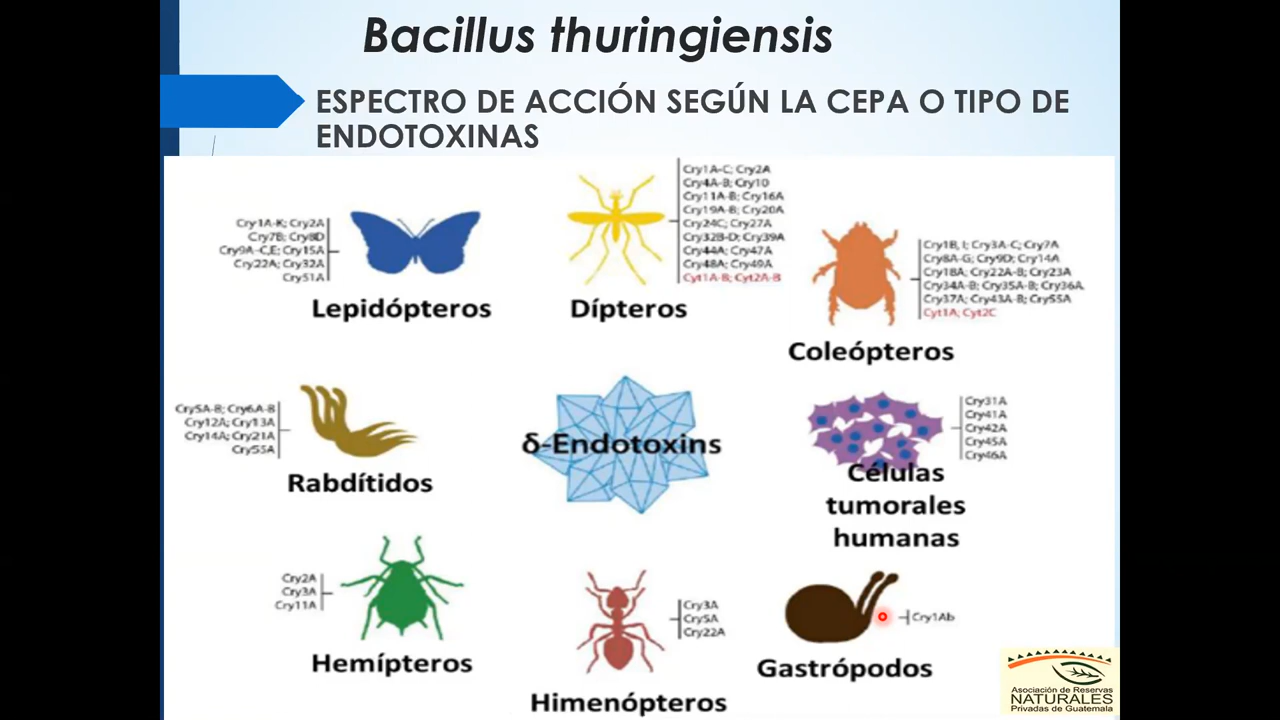 Bacillus thuringiensis
ESPECTRO DE ACCIÓN SEGÚN LA CEPA O TIPO DE
ENDOTOXINAS
Cry1A-K; Cry2A
Cry7B; Cry8D
Cry9A-C,E; Cry15A
Cry22A; Cry32A
Cry51A
Lepidópteros
Cry1A-C; Cry2A
Cry4A-B; Cry10
Cry11A-B; Cry16A
Cry19A-B; Cry20A
Cry24C; Cry27A
Cry32B-D; Cry39A
Cry44A; Cry47A
Cry48A; Cry49A
Cyt1A-B; Cyt2A-B
Dípteros
Cry1B, I; Cry3A-C; Cry7A
Cry8A-G; Cry9D; Cry14A
Cry18A; Cry22A-B; Cry23A
Cry34A-B; Cry35A-B; Cry36A
Cry37A; Cry43A-B; Cry55A
Cyt1A; Cyt2C
Coleópteros
Cry5A-B; Cry6A-B
Cry12A; Cry13A
Cry14A; Cry21A
Cry55A
Rabdítidos
δ-Endotoxins
Cry31A
Cry41A
Cry42A
Cry45A
Cry46A
Células
tumorales
humanas
Cry2A
Cry3A
Cry11A
Hemípteros
Cry3A
Cry5A
Cry22A
Himenópteros
Cry1Ab
Gastrópodos
Asociación de Reservas
NATURALES
Privadas de Guatemala